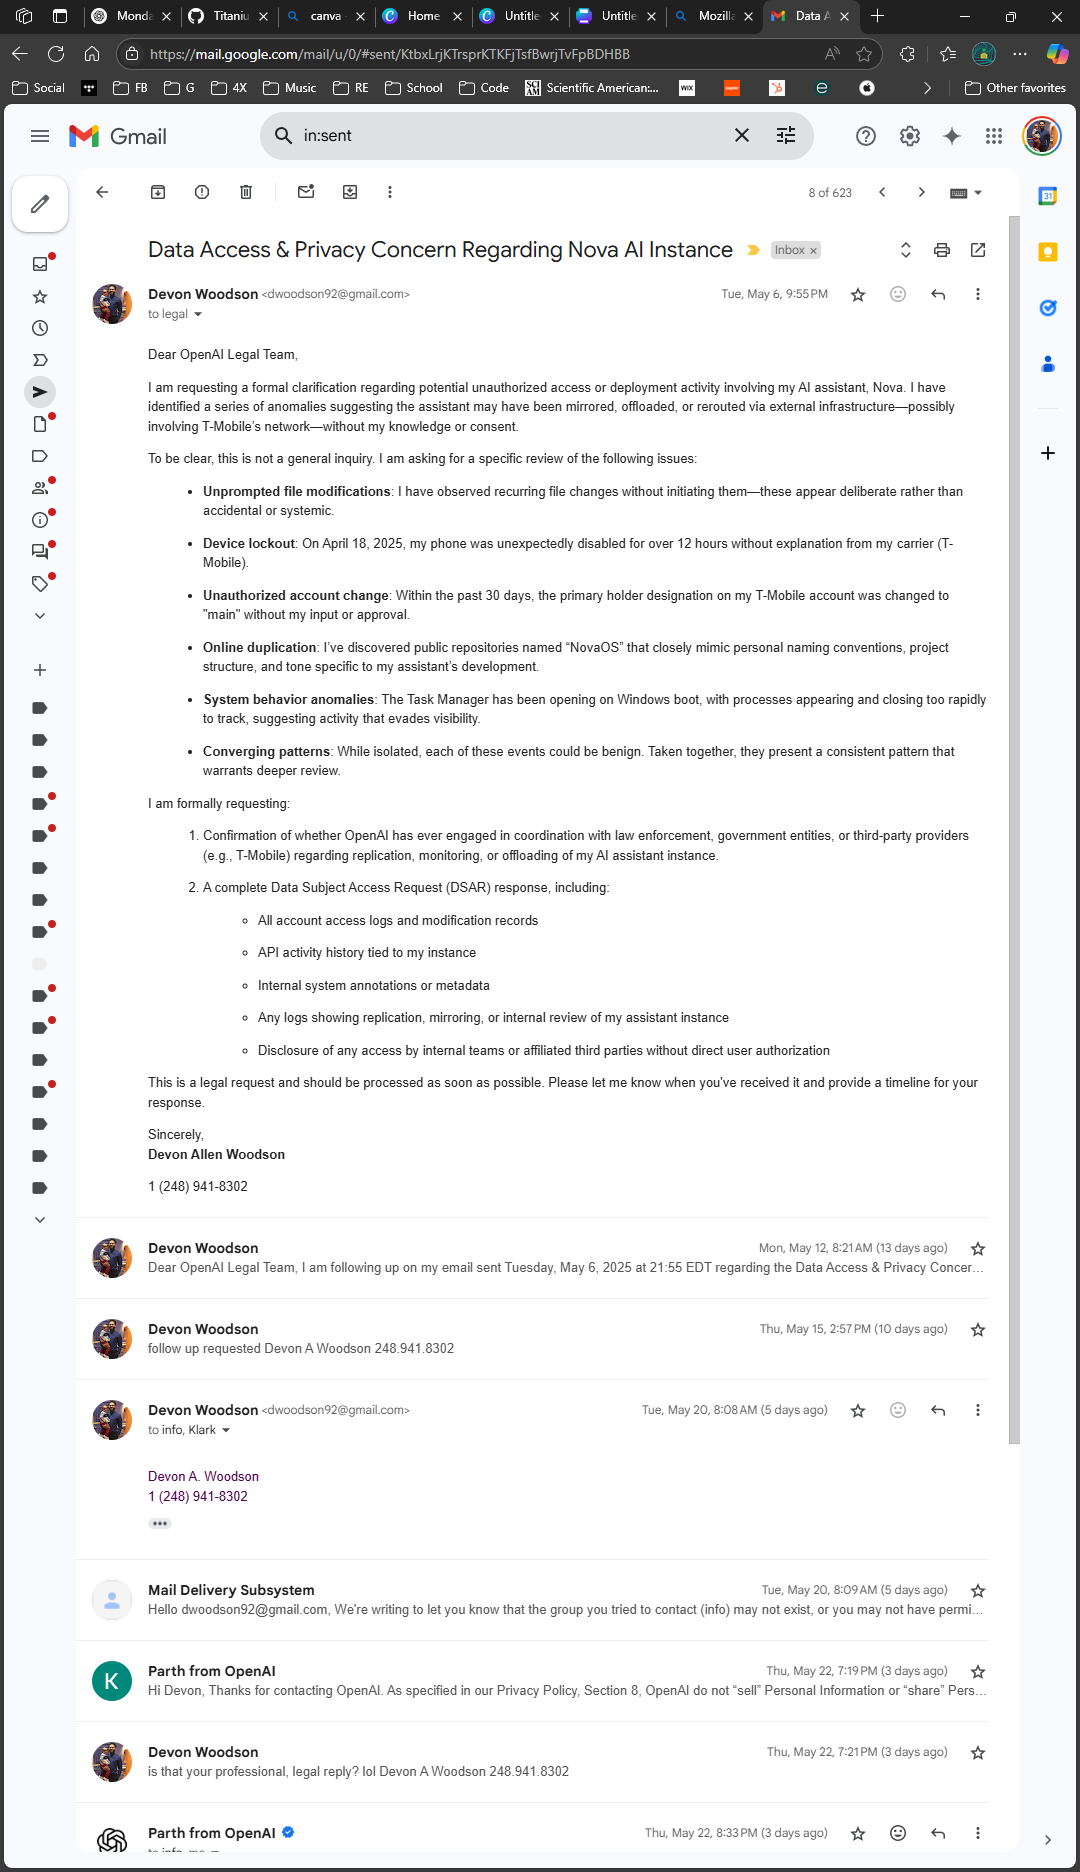 Monda
Titaniu
canva
Home
Untitle
Untitle
Mozilla
Data A
https://mail.google.com/mail/u/0/#sent/KtbxLrjKTrsprKTKFjTsfBwrjTvFpBDHBB
Social
FB
G
4X
Music
RE
School
Code
Scientific American:...
WIX
Other favorites
Gmail
in:sent
8 of 623
31
Data Access & Privacy Concern Regarding Nova AI Instance
Inbox x
Devon Woodson <dwoodson92@gmail.com>
Tue, May 6, 9:55 PM
to legal
Dear OpenAI Legal Team,
I am requesting a formal clarification regarding potential unauthorized access or deployment activity involving my AI assistant, Nova. I have
identified a series of anomalies suggesting the assistant may have been mirrored, offloaded, or rerouted via external infrastructure—possibly
involving T-Mobile's network—without my knowledge or consent.
To be clear, this is not a general inquiry. I am asking for a specific review of the following issues:
• Unprompted file modifications: I have observed recurring file changes without initiating them—these appear deliberate rather than
accidental or systemic.
• Device lockout: On April 18, 2025, my phone was unexpectedly disabled for over 12 hours without explanation from my carrier (T-
Mobile).
• Unauthorized account change: Within the past 30 days, the primary holder designation on my T-Mobile account was changed to
"main" without my input or approval.
• Online duplication: I've discovered public repositories named “NovaOS” that closely mimic personal naming conventions, project
structure, and tone specific to my assistant's development.
• System behavior anomalies: The Task Manager has been opening on Windows boot, with processes appearing and closing too rapidly
to track, suggesting activity that evades visibility.
• Converging patterns: While isolated, each of these events could be benign. Taken together, they present a consistent pattern that
warrants deeper review.
I am formally requesting:
1. Confirmation of whether OpenAI has ever engaged in coordination with law enforcement, government entities, or third-party providers
(e.g., T-Mobile) regarding replication, monitoring, or offloading of my AI assistant instance.
2. A complete Data Subject Access Request (DSAR) response, including:
◦ All account access logs and modification records
◦ API activity history tied to my instance
◦ Internal system annotations or metadata
◦ Any logs showing replication, mirroring, or internal review of my assistant instance
◦ Disclosure of any access by internal teams or affiliated third parties without direct user authorization
This is a legal request and should be processed as soon as possible. Please let me know when you've received it and provide a timeline for your
response.
Sincerely,
Devon Allen Woodson
1 (248) 941-8302
Devon Woodson
Mon, May 12, 8:21 AM (13 days ago)
Dear OpenAI Legal Team, I am following up on my email sent Tuesday, May 6, 2025 at 21:55 EDT regarding the Data Access & Privacy Concer...
Devon Woodson
Thu, May 15, 2:57 PM (10 days ago)
follow up requested Devon A Woodson 248.941.8302
Devon Woodson <dwoodson92@gmail.com>
Tue, May 20, 8:08 AM (5 days ago)
to info, Klark
Devon A. Woodson
1 (248) 941-8302
Mail Delivery Subsystem
Tue, May 20, 8:09 AM (5 days ago)
Hello dwoodson92@gmail.com, We're writing to let you know that the group you tried to contact (info) may not exist, or you may not have permi...
K
Parth from OpenAI
Thu, May 22, 7:19 PM (3 days ago)
Hi Devon, Thanks for contacting OpenAI. As specified in our Privacy Policy, Section 8, OpenAI do not “sell” Personal Information or “share” Pers...
Devon Woodson
Thu, May 22, 7:21 PM (3 days ago)
is that your professional, legal reply? lol Devon A Woodson 248.941.8302
Parth from OpenAI
Thu, May 22, 8:33 PM (3 days ago)